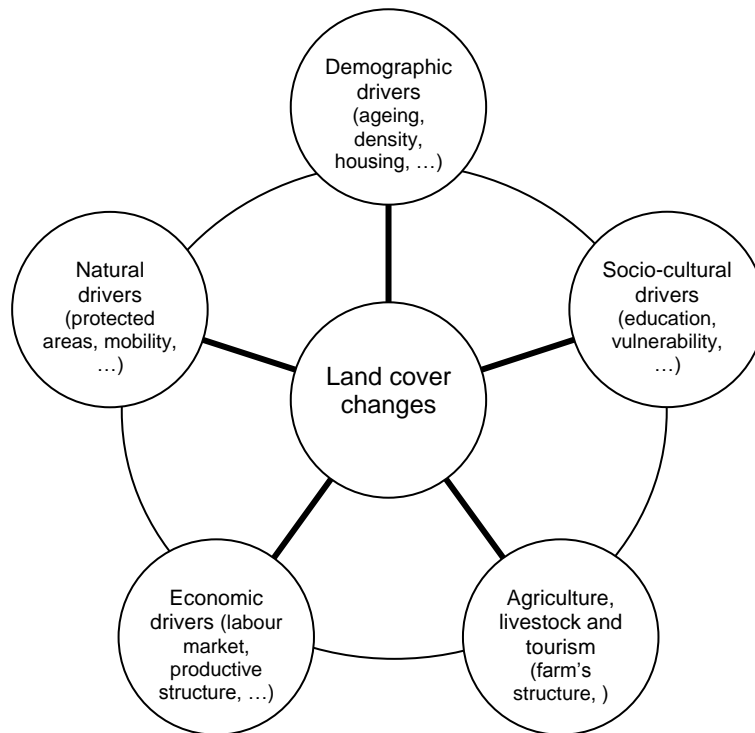 Demographic
drivers
(ageing,
density,
housing, …)
Natural
drivers
(protected
areas, mobility,
…)
Socio-cultural
drivers
(education,
vulnerability,
…)
Land cover
changes
Economic
drivers (labour
market,
productive
structure, …)
Agriculture,
livestock and
tourism
(farm’s
structure, )